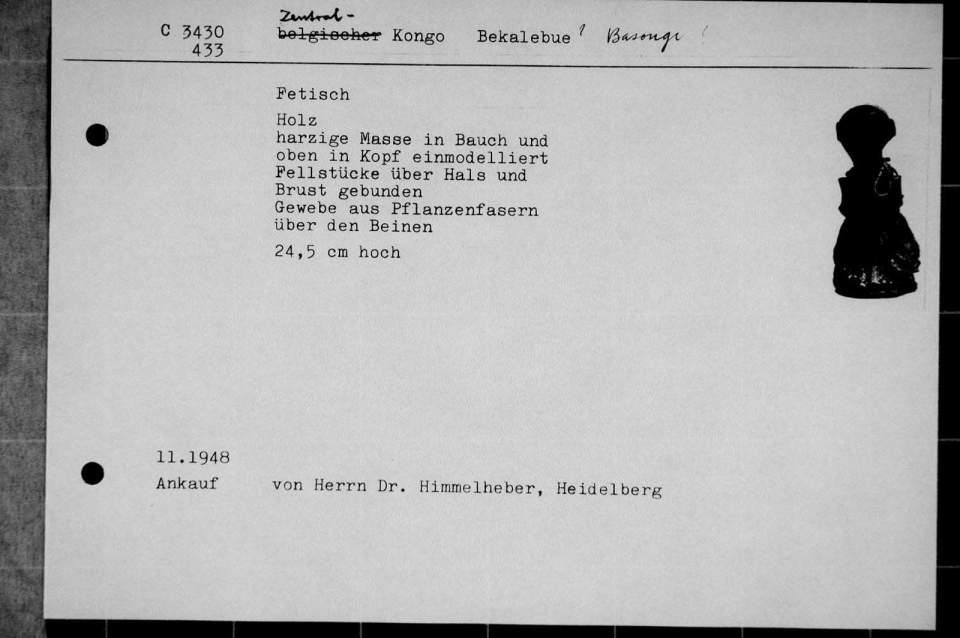 Zentral-
C 3430 belgischer Kongo Bekalebue ? Basonge
433
Fetisch
Holz
harzige Masse in Bauch und
oben in Kopf einmodelliert
Fellstücke über Hals und
Brust gebunden
Gewebe aus Pflanzenfasern
über den Beinen
24,5 cm hoch
11.1948
Ankauf von Herrn Dr. Himmelheber, Heidelberg